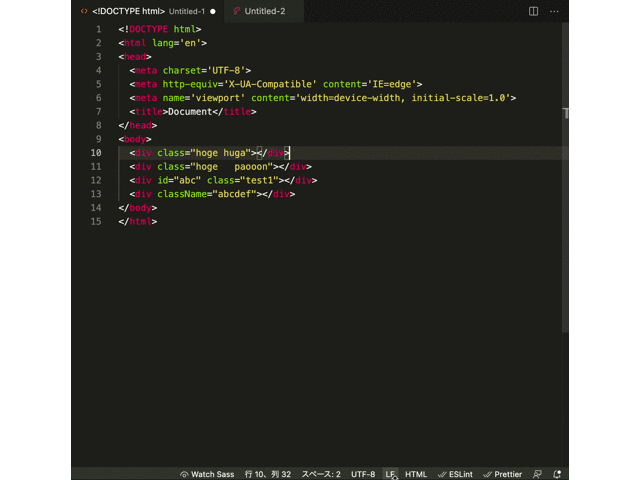 <> <!DOCTYPE html> Untitled-1 ● Untitled-2 ···
1 <!DOCTYPE html>
2 <html lang='en'>
3 <head>
4 <meta charset='UTF-8'>
5 <meta http-equiv='X-UA-Compatible' content='IE=edge'>
6 <meta name='viewport' content='width=device-width, initial-scale=1.0'>
7 <title>Document</title>
8 </head>
9 <body>
10 <div class="hoge huga"></div>
11 <div class="hoge   paooon"></div>
12 <div id="abc" class="test1"></div>
13 <div className="abcdef"></div>
14 </body>
15 </html>
Watch Sass 行 10、列 32 スペース: 2 UTF-8 LF HTML ESLint Prettier